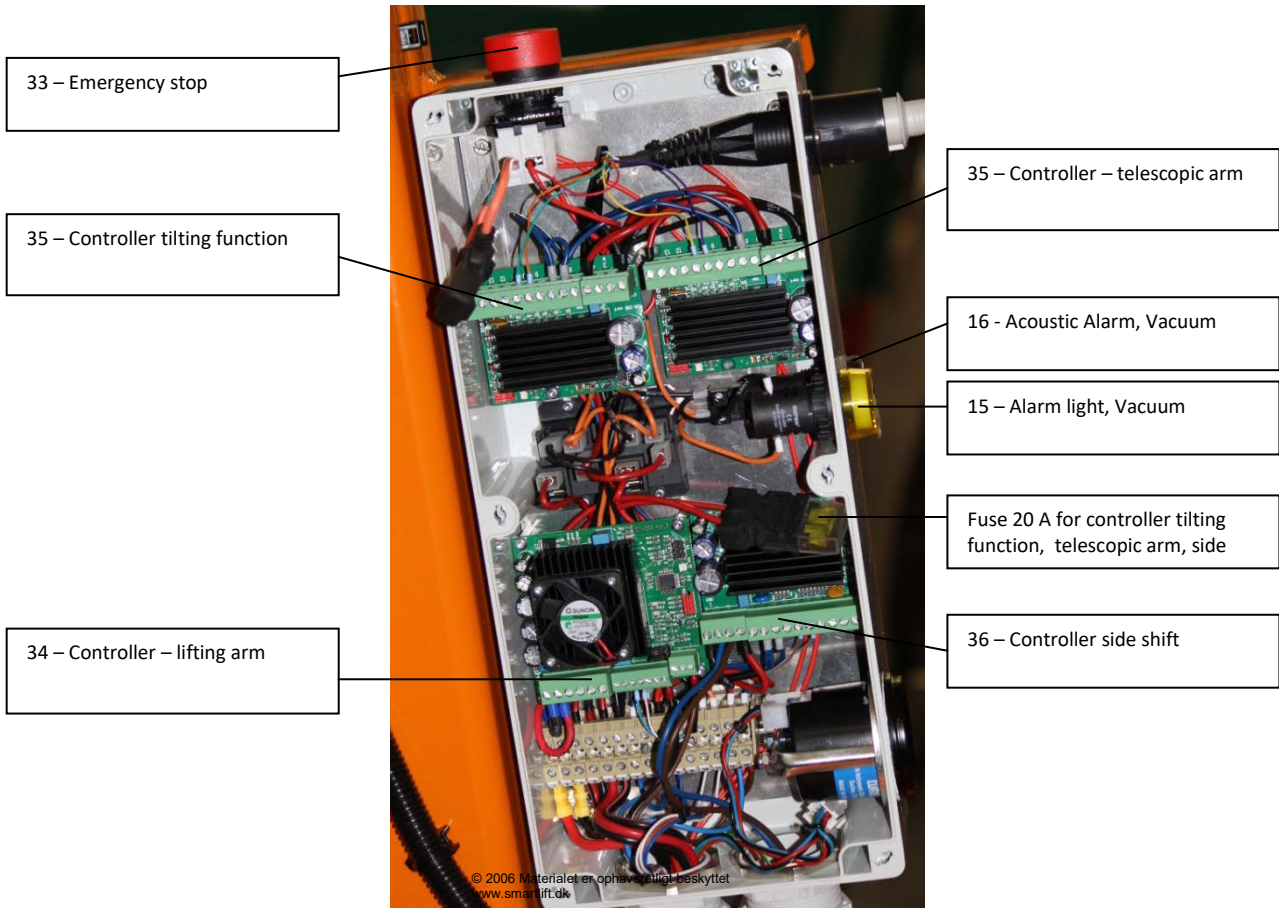 33 – Emergency stop
35 – Controller tilting function
34 – Controller – lifting arm
35 – Controller – telescopic arm
16 - Acoustic Alarm, Vacuum
15 – Alarm light, Vacuum
Fuse 20 A for controller tilting
function, telescopic arm, side
36 – Controller side shift
SUNON
© 2006 Materialet er ophavsretligt beskyttet
www.smartlift.dk